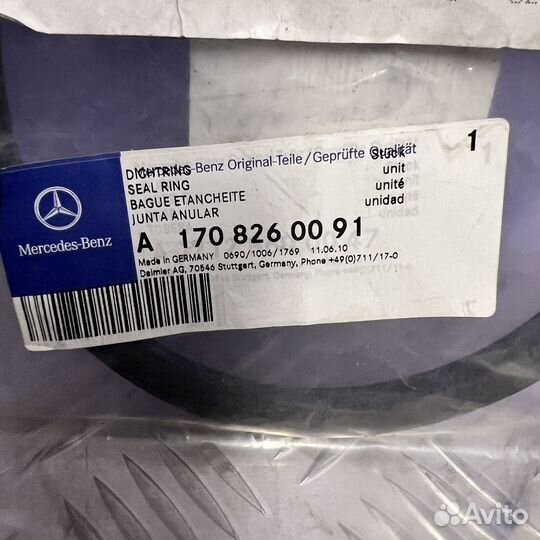 Mercedes-Benz Original-Teile/Geprüfte Qualität
DICHTRING Stück 1
SEAL RING unit
BAGUE ETANCHEITE unité
JUNTA ANULAR unidad
Mercedes-Benz
A 170 826 00 91
Made in GERMANY 0690/1006/1769 11.06.10
Daimler AG, 70546 Stuttgart, Germany, Phone +49(0)711/17-0
Avito